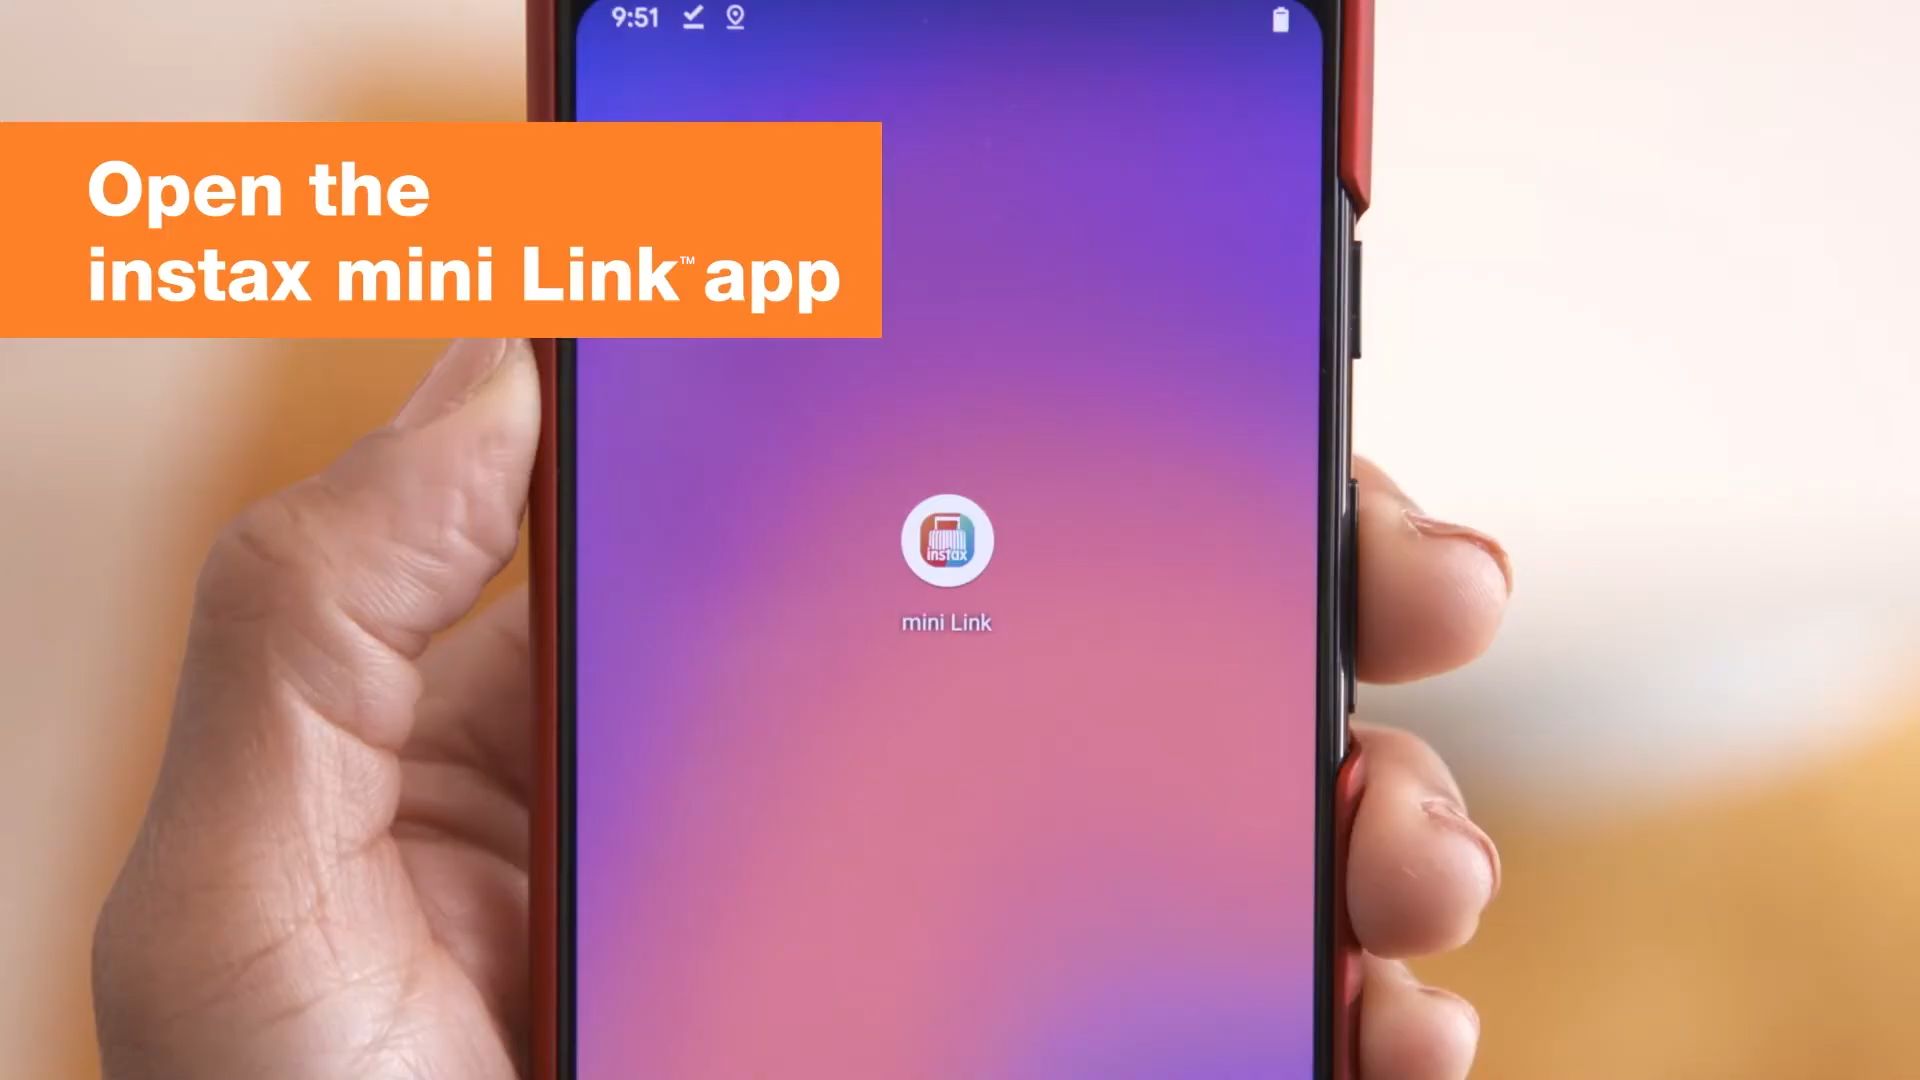 9:51
Open the
instax mini Link™ app
instax
mini Link